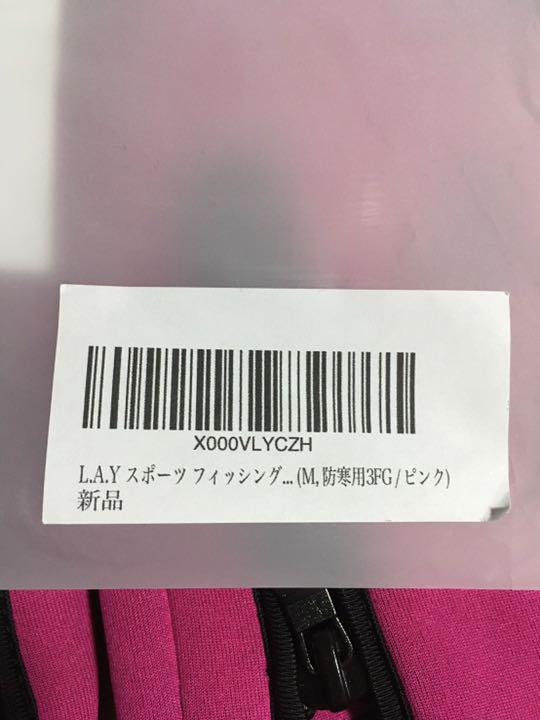 X000VLYCZH
L.A.Y スポーツ フィッシング... (M, 防寒用3FG / ピンク)
新品